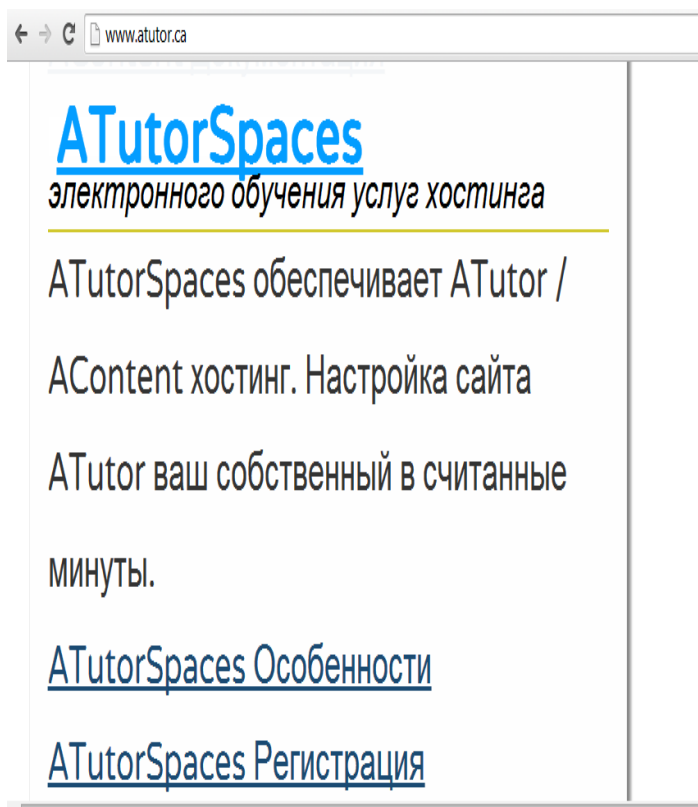 www.atutor.ca
ATutorSpaces
электронного обучения услуг хостинга
ATutorSpaces обеспечивает ATutor /
AContent хостинг. Настройка сайта
ATutor ваш собственный в считанные
минуты.
ATutorSpaces Особенности
ATutorSpaces Регистрация